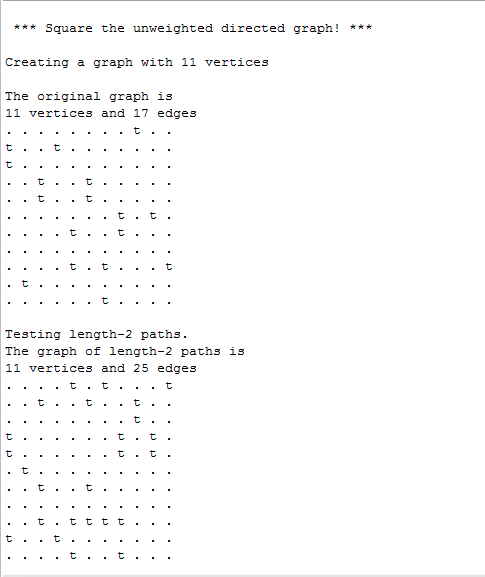 *** Square the unweighted directed graph! ***
Creating a graph with 11 vertices
The original graph is
11 vertices and 17 edges
. . . . . . . . t . .
t . . t . . . . . . .
t . . . . . . . . . .
. . t . . t . . . . .
. . t . . t . . . . .
. . . . . . . t . t .
. . . . t . . t . . .
. . . . . . . . . . .
. . . . t . t . . . t
. t . . . . . . . . .
. . . . . . t . . . .
Testing length-2 paths.
The graph of length-2 paths is
11 vertices and 25 edges
. . . . t . t . . . t
. . t . . t . . t . .
. . . . . . . . t . .
t . . . . . . t . t .
t . . . . . . t . t .
. t . . . . . . . . .
. . t . . t . . . . .
. . . . . . . . . . .
. . t . t t t t . . .
t . . t . . . . . . .
. . . . t . . t . . .